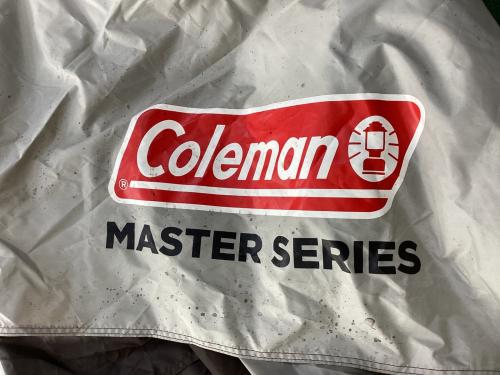 Coleman
®
MASTER SERIES